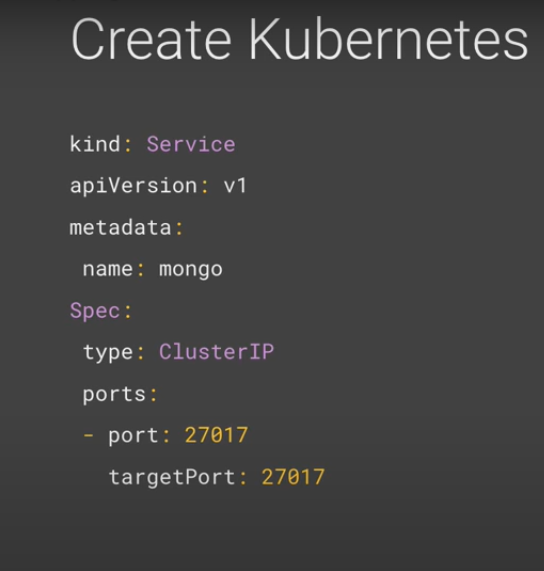 Create Kubernetes
kind: Service
apiVersion: v1
metadata:
 name: mongo
Spec:
 type: ClusterIP
 ports:
 - port: 27017
   targetPort: 27017